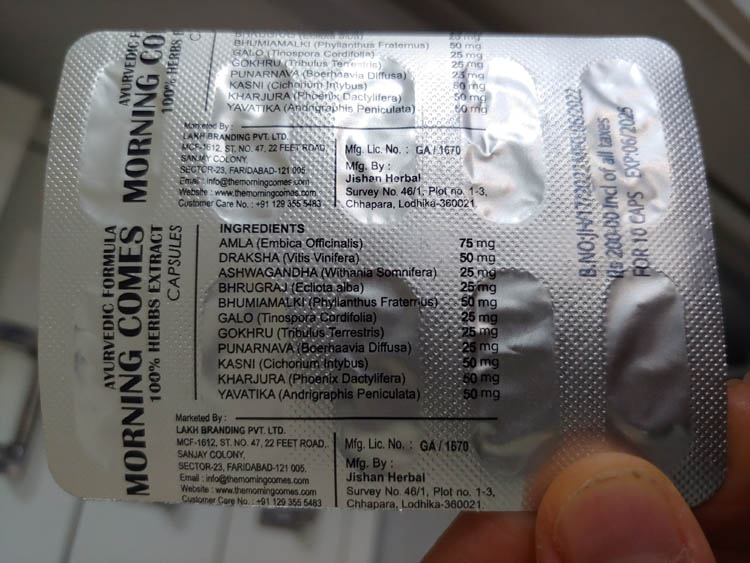 BHUMIAMALKI (Phyllanthus Fraternus) 50 mg
GALO (Tinospora Cordifolia) 25 mg
GOKHRU (Tribulus Terrestris) 25 mg
PUNARNAVA (Boerhaavia Diffusa) 25 mg
KASNI (Cichorium Intybus) 50 mg
KHARJURA (Phoenix Dactylifera) 50 mg
YAVATIKA (Andrigraphis Peniculata) 50 mg
Marketed By :
LAKH BRANDING PVT. LTD.
MCF-1612, ST. NO. 47, 22 FEET ROAD,
SANJAY COLONY,
SECTOR-23, FARIDABAD-121 005
Email : info@themorningcomes.com
Website : www.themorningcomes.com
Customer Care No. : +91 129 355 5483
Mfg. Lic. No. : GA / 1670
Mfg. By :
Jishan Herbal
Survey No. 46/1, Plot no. 1-3,
Chhapara, Lodhika-360021
AYURVEDIC
MORNING CO
100% HERBS
AYURVEDIC FORMULA
MORNING COMES
100% HERBS EXTRACT
CAPSULES
INGREDIENTS
AMLA (Embica Officinalis) 75 mg
DRAKSHA (Vitis Vinifera) 50 mg
ASHWAGANDHA (Withania Somnifera) 25 mg
BHRUGRAJ (Ecliota alba) 25 mg
BHUMIAMALKI (Phyllanthus Fraternus) 50 mg
GALO (Tinospora Cordifolia) 25 mg
GOKHRU (Tribulus Terrestris) 25 mg
PUNARNAVA (Boerhaavia Diffusa) 25 mg
KASNI (Cichorium Intybus) 50 mg
KHARJURA (Phoenix Dactylifera) 50 mg
YAVATIKA (Andrigraphis Peniculata) 50 mg
Marketed By :
LAKH BRANDING PVT. LTD.
MCF-1612, ST. NO. 47, 22 FEET ROAD,
SANJAY COLONY,
SECTOR-23, FARIDABAD-121 005.
Email : info@themorningcomes.com
Website : www.themorningcomes.com
Customer Care No. : +91 129 355 5483
Mfg. Lic. No. : GA / 1670
Mfg. By :
Jishan Herbal
Survey No. 46/1, Plot no. 1-3,
Chhapara, Lodhika-360021.
Rs 200.00 Incl of all taxes
FOR 10 CAPS EXP.06/2025